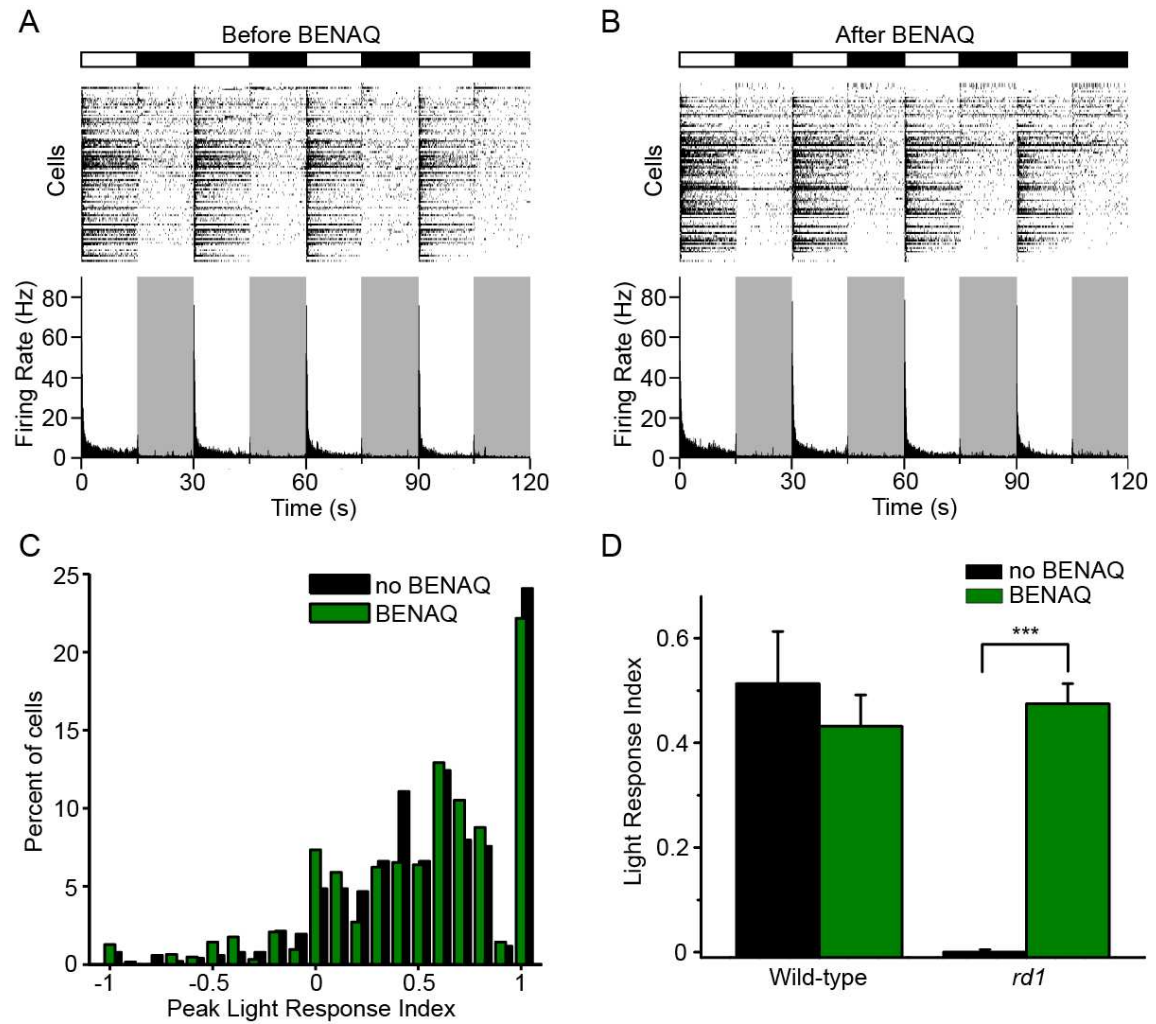 A
Before BENAQ
Cells
Firing Rate (Hz)
80
60
40
20
0
0 30 60 90 120
Time (s)
B
After BENAQ
Cells
Firing Rate (Hz)
80
60
40
20
0
0 30 60 90 120
Time (s)
C
no BENAQ
BENAQ
Percent of cells
25
20
15
10
5
0
-1 -0.5 0 0.5 1
Peak Light Response Index
D
no BENAQ
BENAQ
***
Light Response Index
0.6
0.4
0.2
0
Wild-type rd1